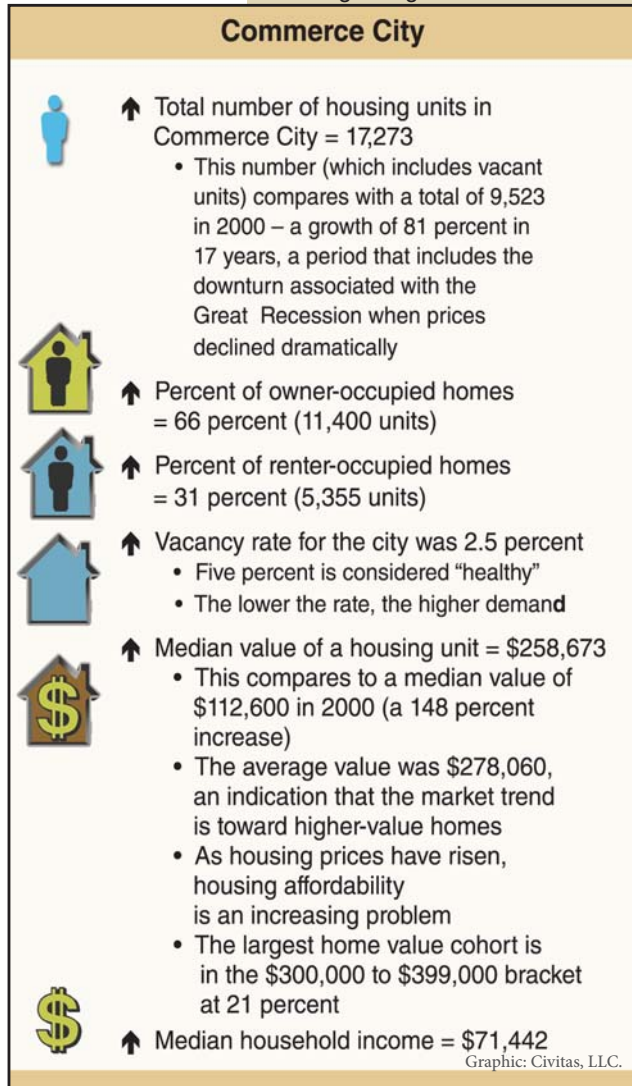 Commerce City
Total number of housing units in
Commerce City = 17,273
• This number (which includes vacant
units) compares with a total of 9,523
in 2000 – a growth of 81 percent in
17 years, a period that includes the
downturn associated with the
Great Recession when prices
declined dramatically
Percent of owner-occupied homes
= 66 percent (11,400 units)
Percent of renter-occupied homes
= 31 percent (5,355 units)
Vacancy rate for the city was 2.5 percent
• Five percent is considered “healthy”
• The lower the rate, the higher demand
Median value of a housing unit = $258,673
• This compares to a median value of
$112,600 in 2000 (a 148 percent
increase)
• The average value was $278,060,
an indication that the market trend
is toward higher-value homes
• As housing prices have risen,
housing affordability
is an increasing problem
• The largest home value cohort is
in the $300,000 to $399,000 bracket
at 21 percent
Median household income = $71,442
Graphic: Civitas, LLC.